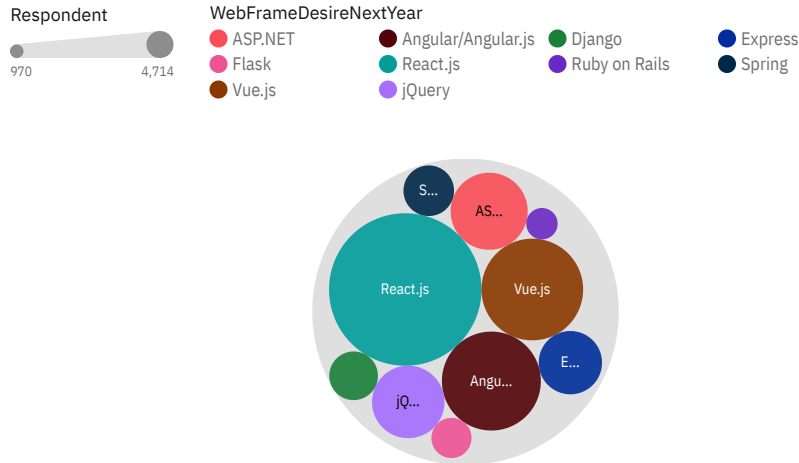 Respondent
970 4,714
WebFrameDesireNextYear
ASP.NET Angular/Angular.js Django Express
Flask React.js Ruby on Rails Spring
Vue.js jQuery
S...
AS...
React.js Vue.js
E...
Angu...
jQ...